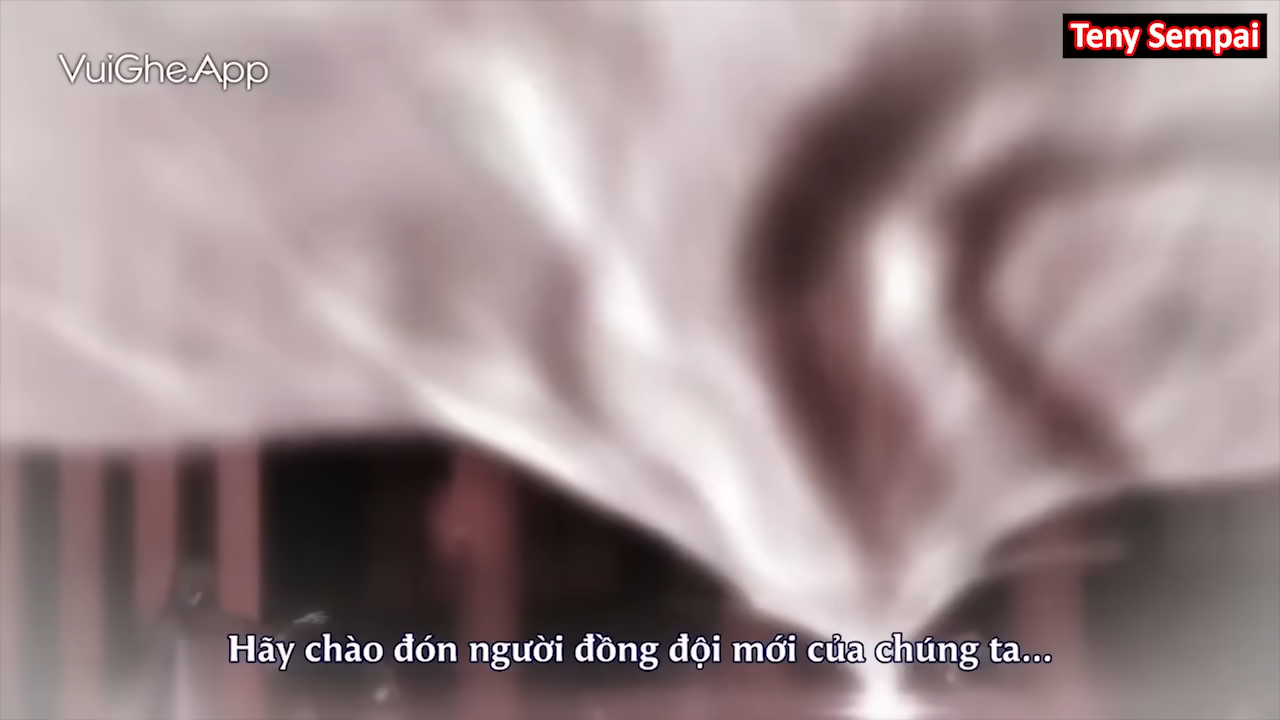 Teny Sempai
VuiGhe.App
Hãy chào đón người đồng đội mới của chúng ta...